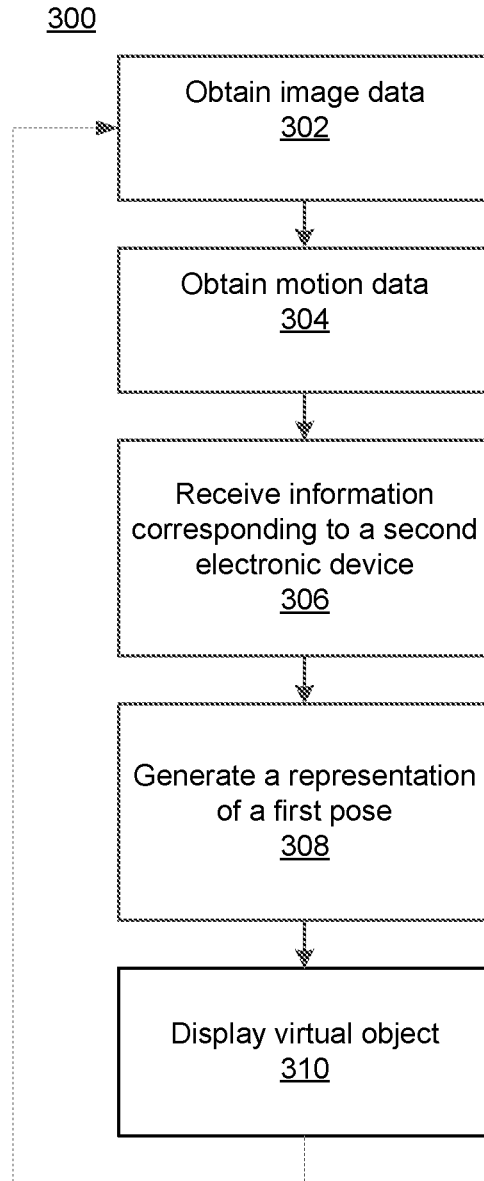 300
Obtain image data
302
Obtain motion data
304
Receive information
corresponding to a second
electronic device
306
Generate a representation
of a first pose
308
Display virtual object
310